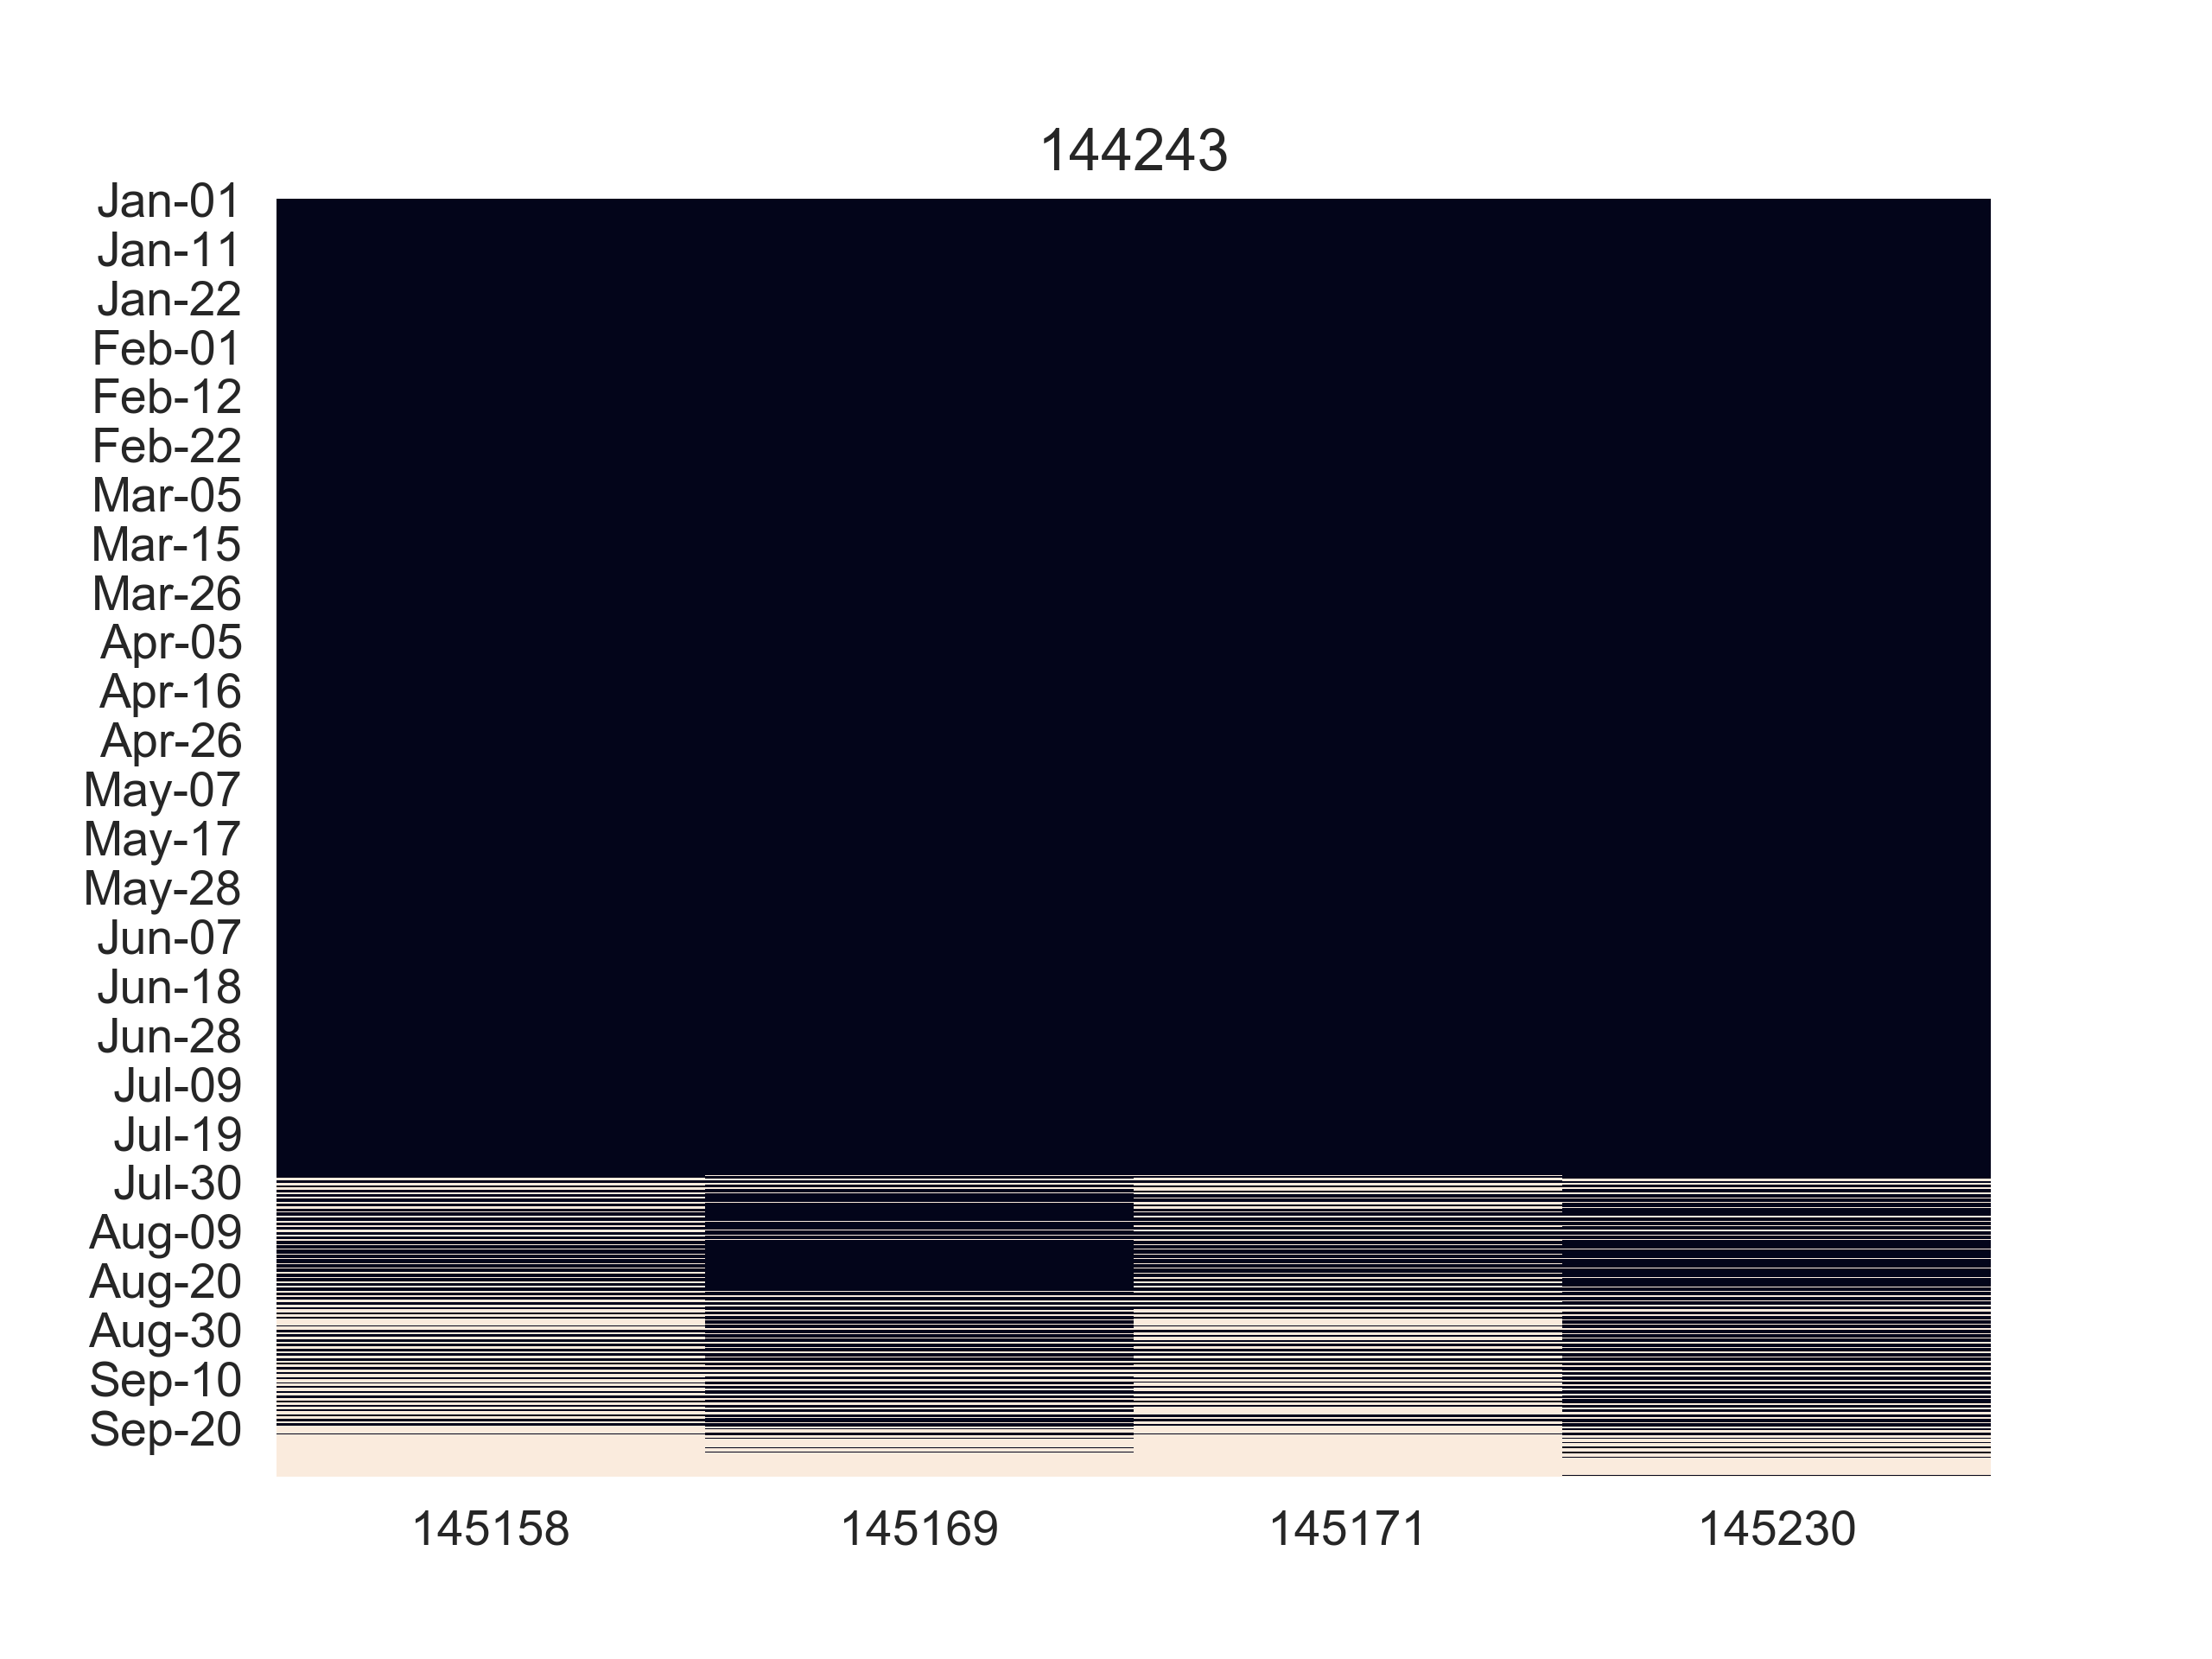 144243
Jan-01
Jan-11
Jan-22
Feb-01
Feb-12
Feb-22
Mar-05
Mar-15
Mar-26
Apr-05
Apr-16
Apr-26
May-07
May-17
May-28
Jun-07
Jun-18
Jun-28
Jul-09
Jul-19
Jul-30
Aug-09
Aug-20
Aug-30
Sep-10
Sep-20
145158 145169 145171 145230